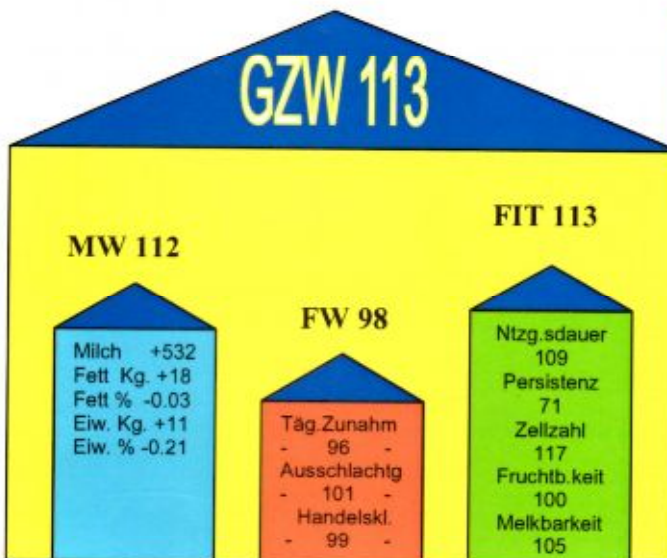 GZW 113
MW 112
Milch +532
Fett Kg. +18
Fett % -0.03
Eiw. Kg. +11
Eiw. % -0.21
FW 98
Täg.Zunahm
- 96 -
Ausschlachtg
- 101 -
Handelskl.
- 99 -
FIT 113
Ntzg.sdauer
109
Persistenz
71
Zellzahl
117
Fruchtb.keit
100
Melkbarkeit
105